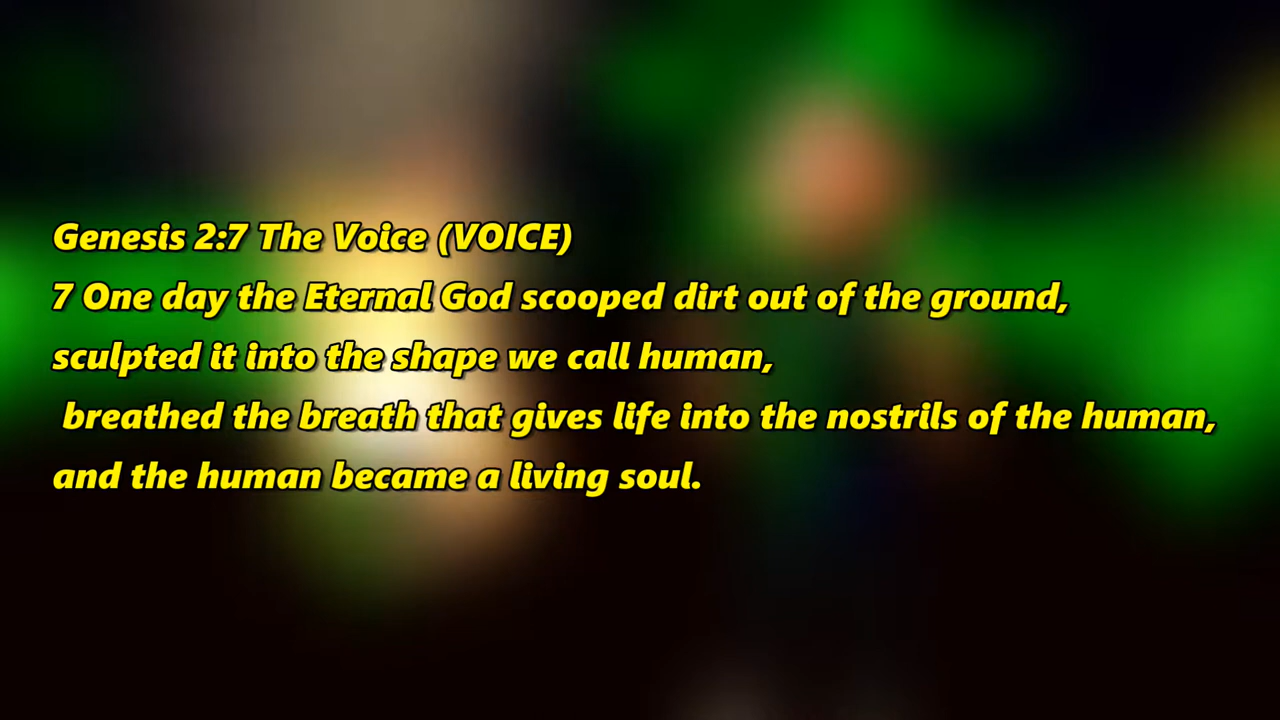 Genesis 2:7 The Voice (VOICE)
7 One day the Eternal God scooped dirt out of the ground,
sculpted it into the shape we call human,
breathed the breath that gives life into the nostrils of the human,
and the human became a living soul.